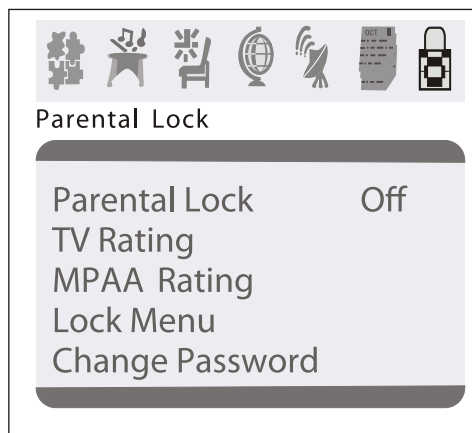 OCT
Parental Lock
Parental Lock Off
TV Rating
MPAA Rating
Lock Menu
Change Password